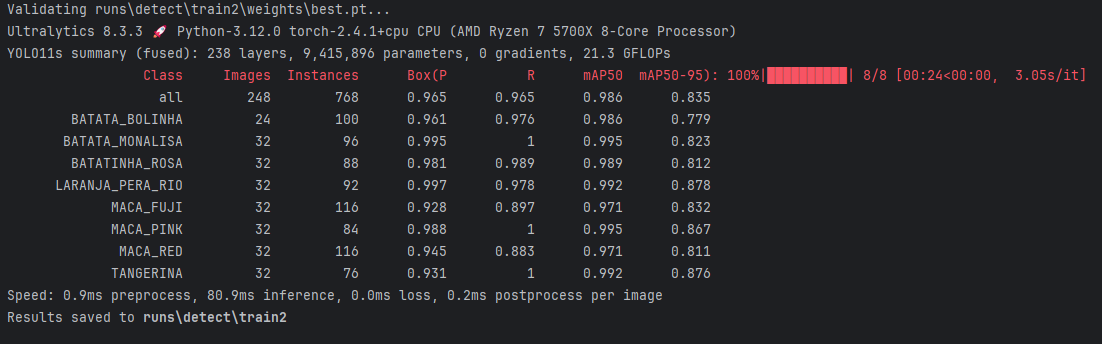 Validating runs\detect\train2\weights\best.pt...
Ultralytics 8.3.3 🚀 Python-3.12.0 torch-2.4.1+cpu CPU (AMD Ryzen 7 5700X 8-Core Processor)
YOLO11s summary (fused): 238 layers, 9,415,896 parameters, 0 gradients, 21.3 GFLOPs
Class Images Instances Box(P R mAP50 mAP50-95): 100%|██████████| 8/8 [00:24<00:00, 3.05s/it]
all 248 768 0.965 0.965 0.986 0.835
BATATA_BOLINHA 24 100 0.961 0.976 0.986 0.779
BATATA_MONALISA 32 96 0.995 1 0.995 0.823
BATATINHA_ROSA 32 88 0.981 0.989 0.989 0.812
LARANJA_PERA_RIO 32 92 0.997 0.978 0.992 0.878
MACA_FUJI 32 116 0.928 0.897 0.971 0.832
MACA_PINK 32 84 0.988 1 0.995 0.867
MACA_RED 32 116 0.945 0.883 0.971 0.811
TANGERINA 32 76 0.931 1 0.992 0.876
Speed: 0.9ms preprocess, 80.9ms inference, 0.0ms loss, 0.2ms postprocess per image
Results saved to runs\detect\train2